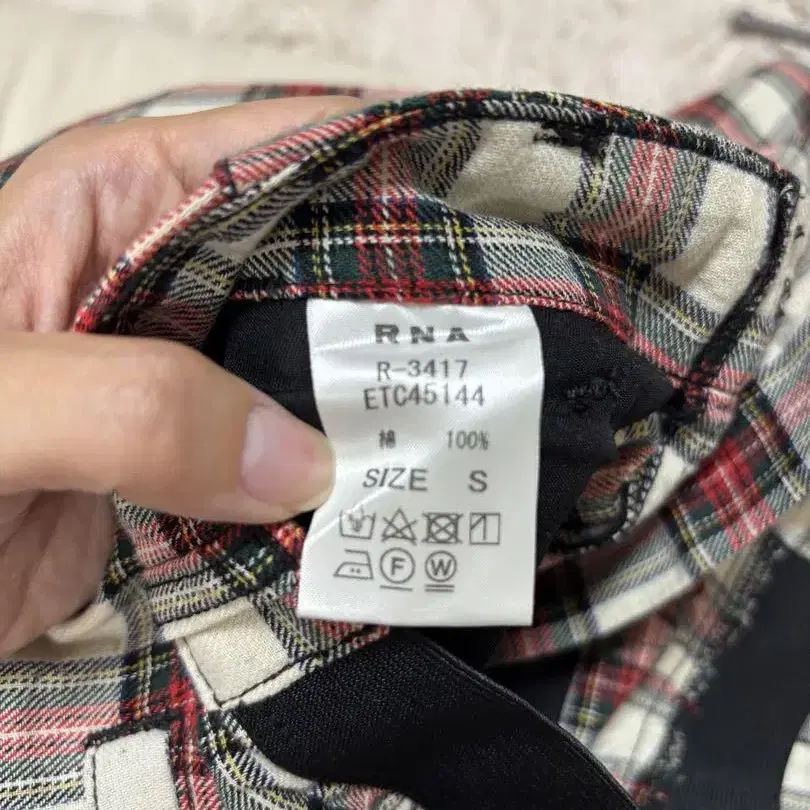 RNA
R-3417
ETC45144
綿 100%
SIZE S
F W